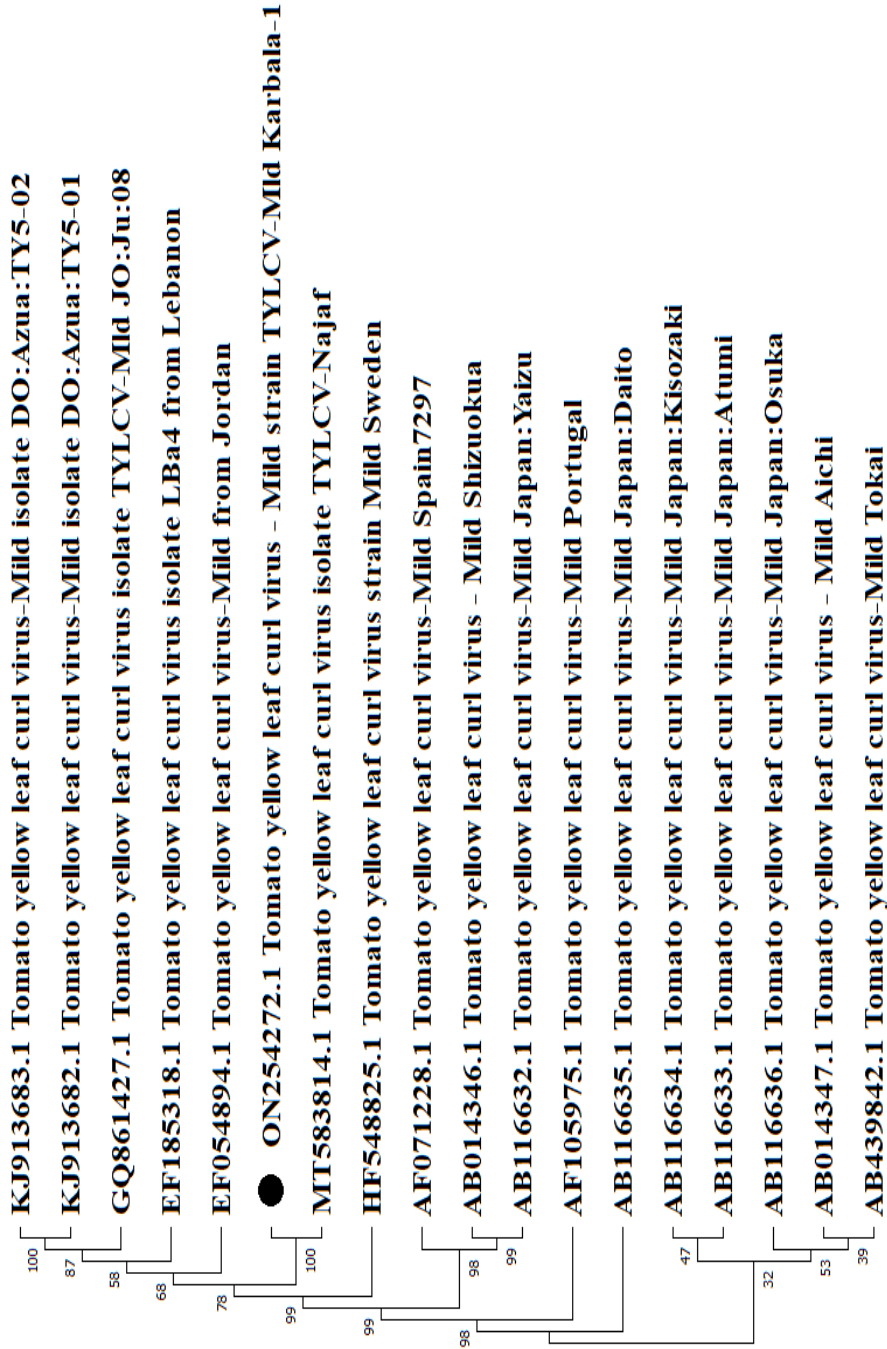 KJ913683.1 Tomato yellow leaf curl virus-Mild isolate DO:Azua:TY5-02
KJ913682.1 Tomato yellow leaf curl virus-Mild isolate DO:Azua:TY5-01
GQ861427.1 Tomato yellow leaf curl virus isolate TYLCV-Mld JO:Ju:08
EF185318.1 Tomato yellow leaf curl virus isolate LBa4 from Lebanon
EF054894.1 Tomato yellow leaf curl virus-Mild from Jordan
ON254272.1 Tomato yellow leaf curl virus - Mild strain TYLCV-Mld Karbala-1
MT583814.1 Tomato yellow leaf curl virus isolate TYLCV-Najaf
HF548825.1 Tomato yellow leaf curl virus strain Mild Sweden
AF071228.1 Tomato yellow leaf curl virus-Mild Spain7297
AB014346.1 Tomato yellow leaf curl virus - Mild Shizuokua
AB116632.1 Tomato yellow leaf curl virus-Mild Japan:Yaizu
AF105975.1 Tomato yellow leaf curl virus-Mild Portugal
AB116635.1 Tomato yellow leaf curl virus-Mild Japan:Daito
AB116634.1 Tomato yellow leaf curl virus-Mild Japan:Kisozaki
AB116633.1 Tomato yellow leaf curl virus-Mild Japan:Atumi
AB116636.1 Tomato yellow leaf curl virus-Mild Japan:Osuka
AB014347.1 Tomato yellow leaf curl virus - Mild Aichi
AB439842.1 Tomato yellow leaf curl virus-Mild Tokai
100
87
58
68
78
100
99
99
98
99
98
47
32
53
39